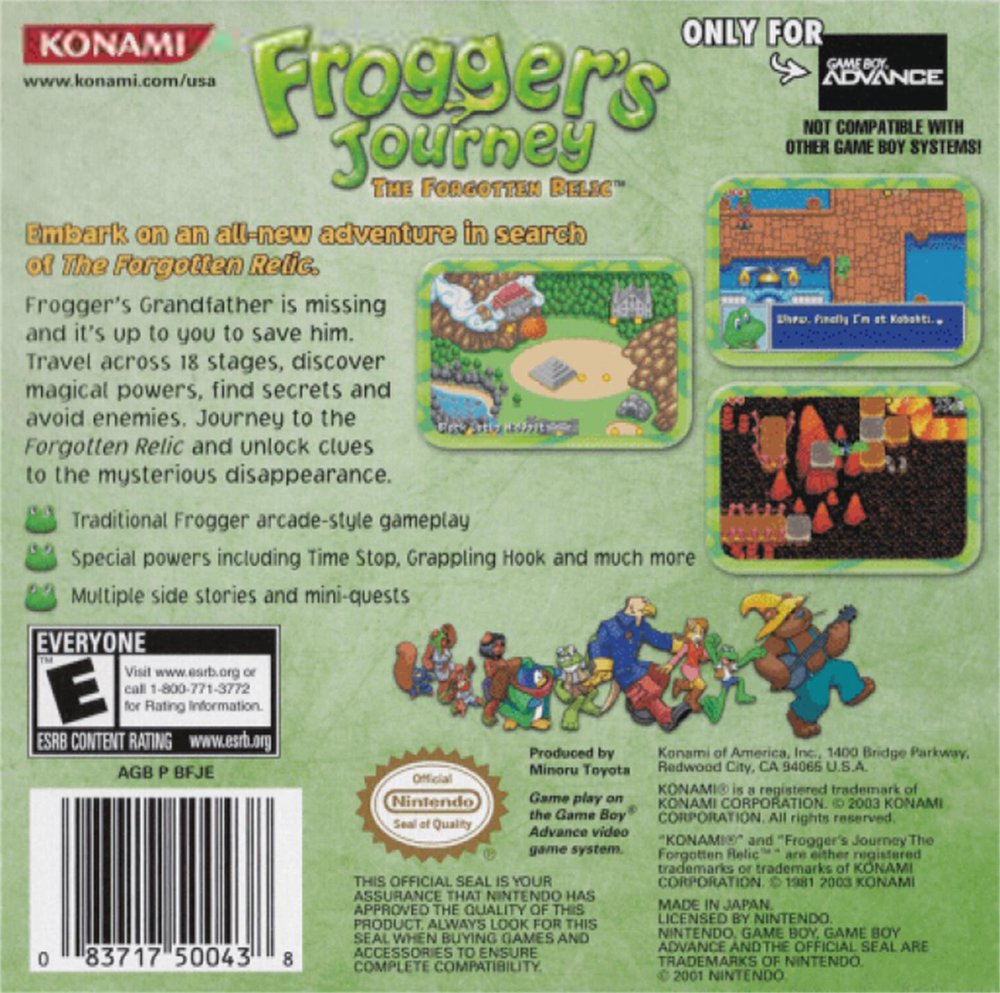 KONAMI
www.konami.com/usa
Frogger's
Journey
THE FORGOTTEN RELIC™
ONLY FOR
GAME BOY
ADVANCE
NOT COMPATIBLE WITH
OTHER GAME BOY SYSTEMS!
Embark on an all-new adventure in search
of The Forgotten Relic.
Frogger's Grandfather is missing
and it's up to you to save him.
Travel across 18 stages, discover
magical powers, find secrets and
avoid enemies. Journey to the
Forgotten Relic and unlock clues
to the mysterious disappearance.
Whew, finally I'm at Kabahti.
Traditional Frogger arcade-style gameplay
Special powers including Time Stop, Grappling Hook and much more
Multiple side stories and mini-quests
EVERYONE
E
™
Visit www.esrb.org or
call 1-800-771-3772
for Rating Information.
ESRB CONTENT RATING www.esrb.org
AGB P BFJE
0 83717 50043 8
Official
Nintendo
Seal of Quality
®
THIS OFFICIAL SEAL IS YOUR
ASSURANCE THAT NINTENDO HAS
APPROVED THE QUALITY OF THIS
PRODUCT. ALWAYS LOOK FOR THIS
SEAL WHEN BUYING GAMES AND
ACCESSORIES TO ENSURE
COMPLETE COMPATIBILITY.
Produced by
Minoru Toyota
Game play on
the Game Boy®
Advance video
game system.
Konami of America, Inc., 1400 Bridge Parkway,
Redwood City, CA 94065 U.S.A.
KONAMI® is a registered trademark of
KONAMI CORPORATION. © 2003 KONAMI
CORPORATION. All rights reserved.
"KONAMI®" and "Frogger's Journey The
Forgotten Relic™" are either registered
trademarks or trademarks of KONAMI
CORPORATION. © 1981 2003 KONAMI
MADE IN JAPAN.
LICENSED BY NINTENDO.
NINTENDO, GAME BOY, GAME BOY
ADVANCE AND THE OFFICIAL SEAL ARE
TRADEMARKS OF NINTENDO.
© 2001 NINTENDO.